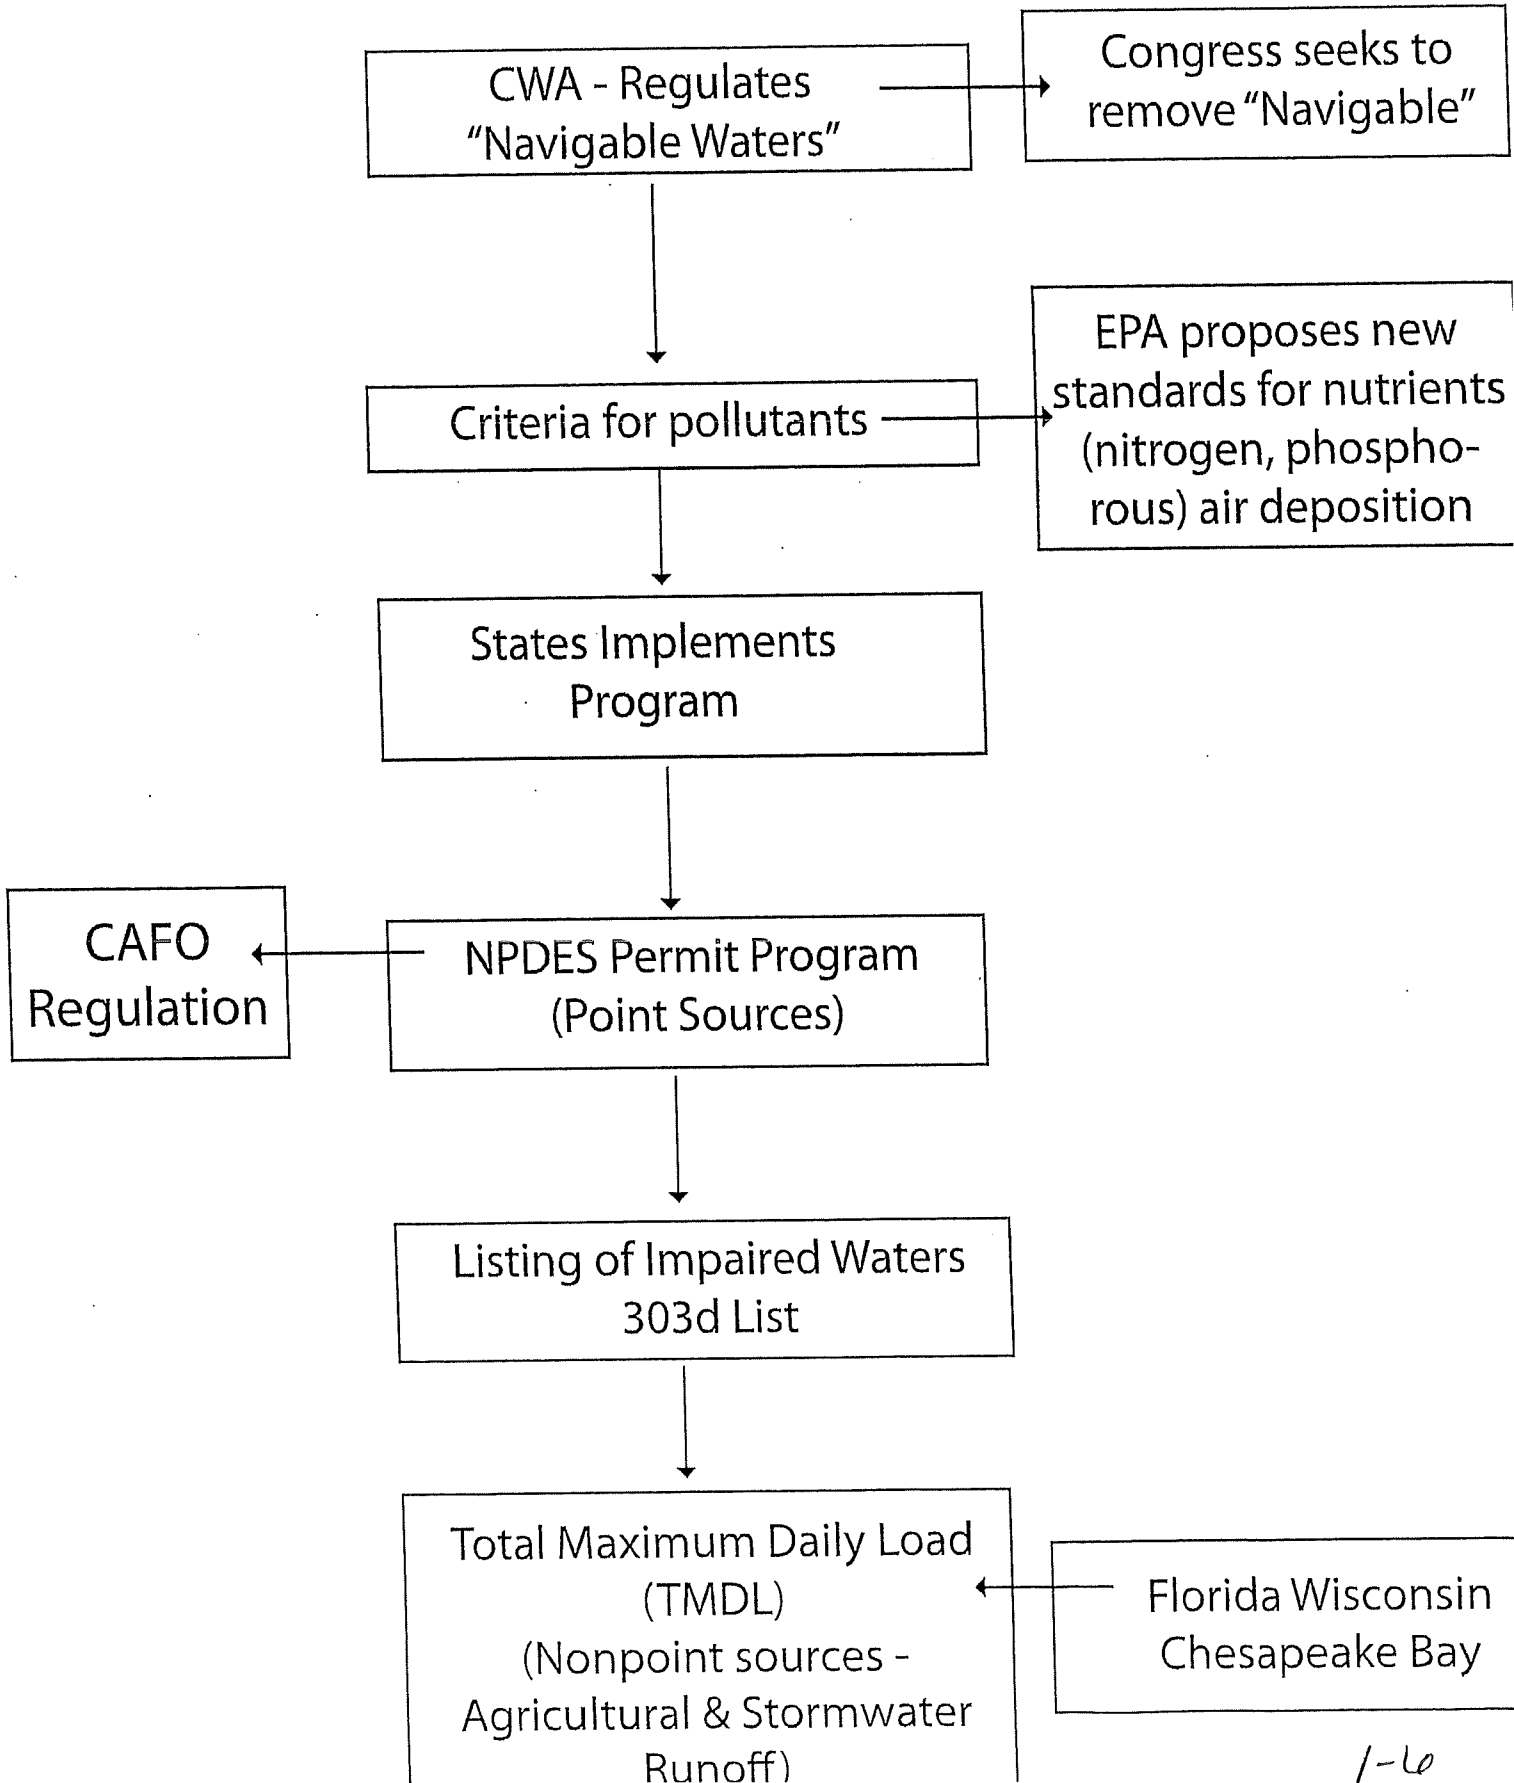 CWA - Regulates
"Navigable Waters"
Congress seeks to
remove "Navigable"
Criteria for pollutants
EPA proposes new
standards for nutrients
(nitrogen, phospho-
rous) air deposition
States Implements
Program
CAFO
Regulation
NPDES Permit Program
(Point Sources)
Listing of Impaired Waters
303d List
Total Maximum Daily Load
(TMDL)
(Nonpoint sources -
Agricultural & Stormwater
Runoff)
Florida Wisconsin
Chesapeake Bay
1-6